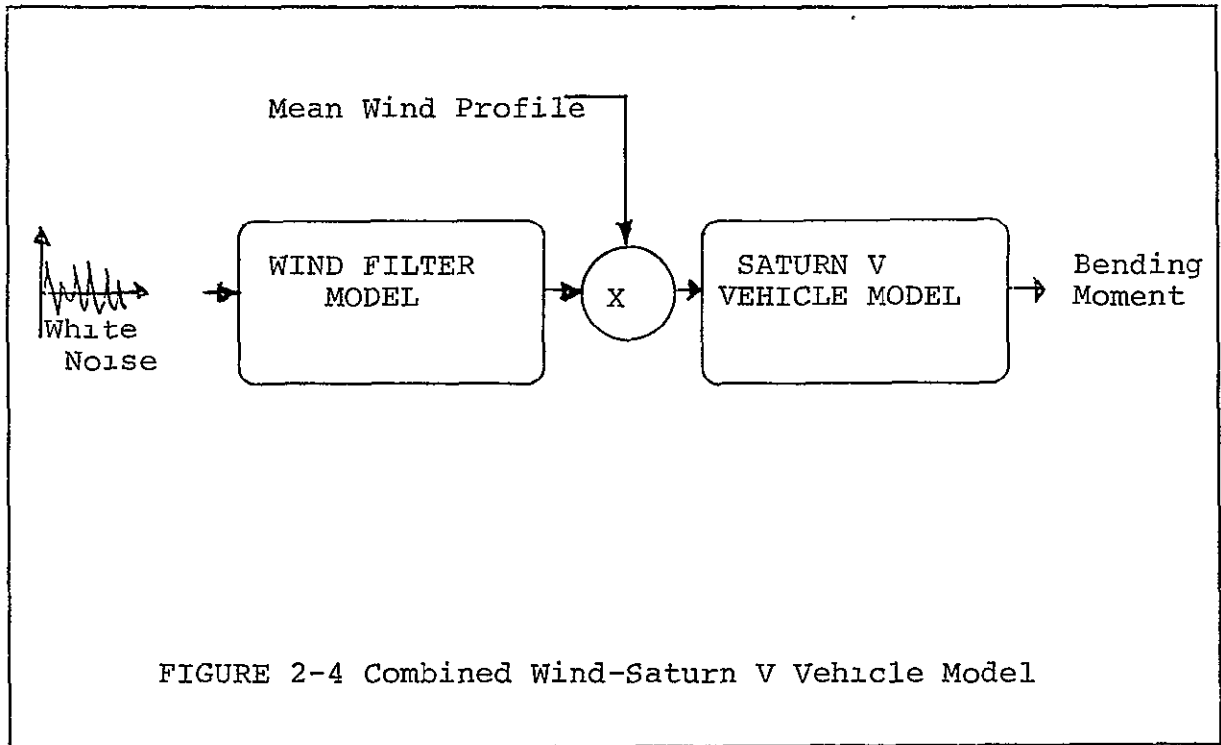 Mean Wind Profile
White
Noise
WIND FILTER
MODEL
X
SATURN V
VEHICLE MODEL
Bending
Moment
FIGURE 2-4 Combined Wind-Saturn V Vehicle Model